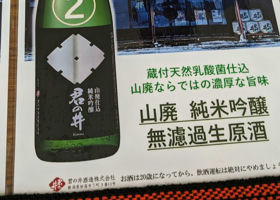 ②
山廃仕込
純米吟醸
君の井
蔵付天然乳酸菌仕込
山廃ならではの濃厚な旨味
山廃 純米吟醸
無濾過生原酒
君の井酒造株式会社
お酒は20歳になってから。飲酒運転は絶対にやめましょう